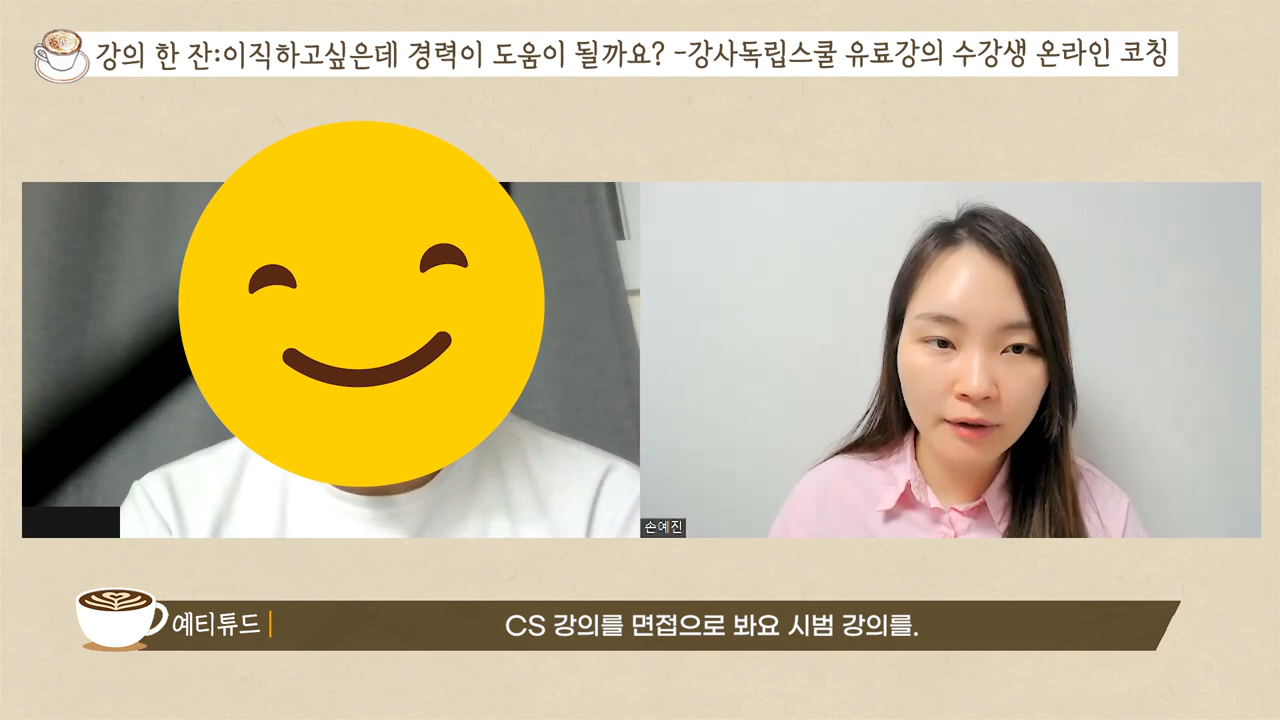 강의 한 잔:이직하고싶은데 경력이 도움이 될까요? -강사독립스쿨 유료강의 수강생 온라인 코칭
손예진
예티튜드
CS 강의를 면접으로 봐요 시범 강의를.